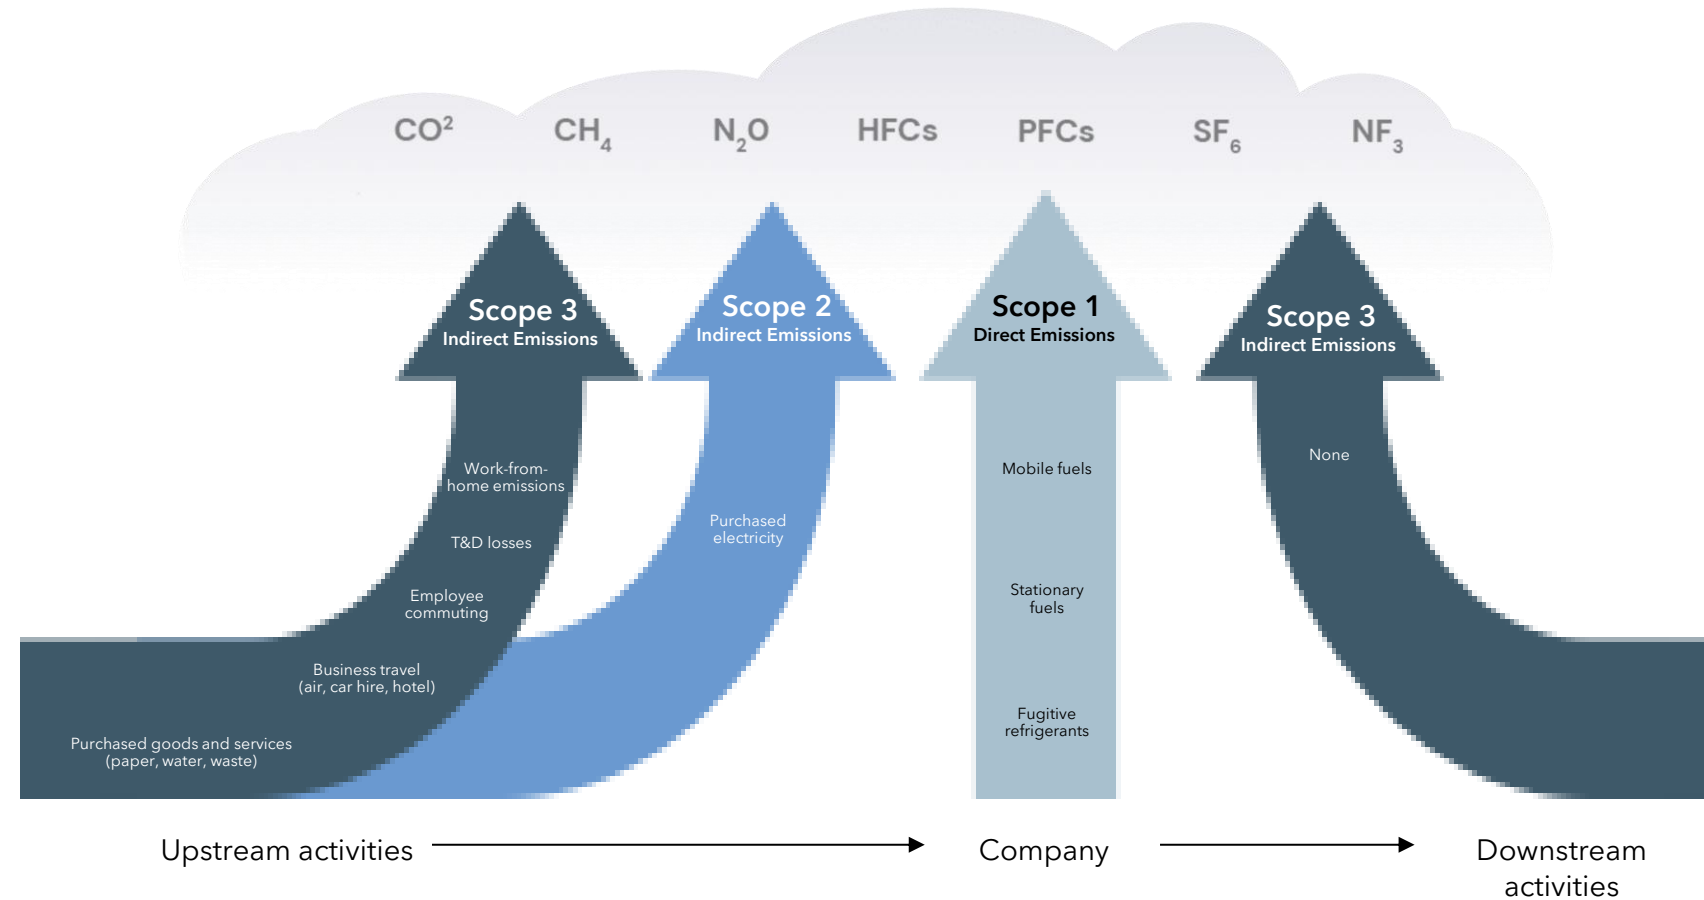 CO² CH₄ N₂O HFCs PFCs SF₆ NF₃
Scope 3
Indirect Emissions
Work-from-
home emissions
T&D losses
Employee
commuting
Business travel
(air, car hire, hotel)
Purchased goods and services
(paper, water, waste)
Scope 2
Indirect Emissions
Purchased
electricity
Scope 1
Direct Emissions
Mobile fuels
Stationary
fuels
Fugitive
refrigerants
Scope 3
Indirect Emissions
None
Upstream activities
Company
Downstream
activities